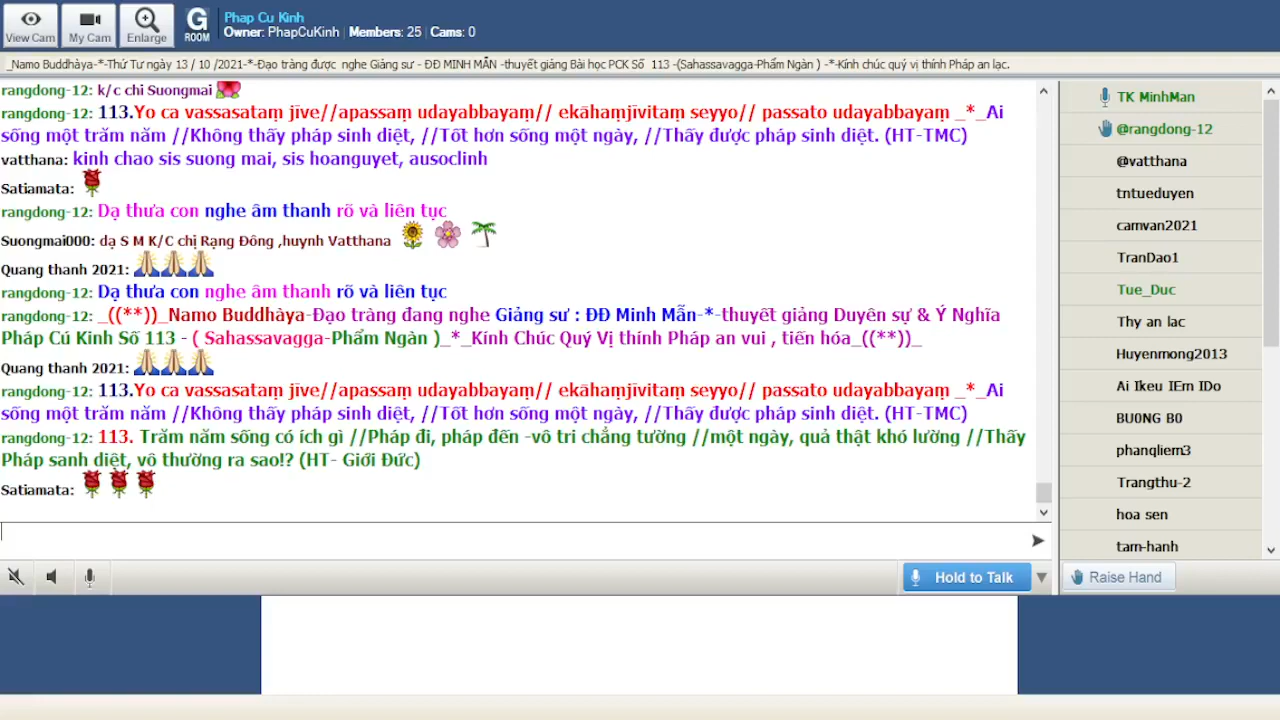 View Cam
My Cam
Enlarge
G
ROOM
Phap Cu Kinh
Owner: PhapCuKinh | Members: 25 | Cams: 0
_Namo Buddhàya-*-Thứ Tư ngày 13 / 10 /2021-*-Đạo tràng được nghe Giảng sư - ĐĐ MINH MẪN -thuyết giảng Bài học PCK Số 113 -(Sahassavagga-Phẩm Ngàn ) -*-Kính chúc quý vị thính Pháp an lạc.
rangdong-12: k/c chi Suongmai
rangdong-12: 113.Yo ca vassasataṃ jīve//apassaṃ udayabbayaṃ// ekāhaṃjīvitaṃ seyyo// passato udayabbayaṃ _*_Ai
sống một trăm năm //Không thấy pháp sinh diệt, //Tốt hơn sống một ngày, //Thấy được pháp sinh diệt. (HT-TMC)
vatthana: kinh chao sis suong mai, sis hoanguyet, ausoclinh
Satiamata:
rangdong-12: Dạ thưa con nghe âm thanh rõ và liên tục
Suongmai000: dạ S M K/C chị Rạng Đông ,huynh Vatthana
Quang thanh 2021:
rangdong-12: Dạ thưa con nghe âm thanh rõ và liên tục
rangdong-12: _((**))_Namo Buddhàya-Đạo tràng đang nghe Giảng sư : ĐĐ Minh Mẫn-*-thuyết giảng Duyên sự & Ý Nghĩa
Pháp Cú Kinh Số 113 - ( Sahassavagga-Phẩm Ngàn )_*_Kính Chúc Quý Vị thính Pháp an vui , tiến hóa_((**))_
Quang thanh 2021:
rangdong-12: 113.Yo ca vassasataṃ jīve//apassaṃ udayabbayaṃ// ekāhaṃjīvitaṃ seyyo// passato udayabbayaṃ _*_Ai
sống một trăm năm //Không thấy pháp sinh diệt, //Tốt hơn sống một ngày, //Thấy được pháp sinh diệt. (HT-TMC)
rangdong-12: 113. Trăm năm sống có ích gì //Pháp đi, pháp đến -vô tri chẳng tường //một ngày, quả thật khó lường //Thấy
Pháp sanh diệt, vô thường ra sao!? (HT- Giới Đức)
Satiamata:
TK MinhMan
@rangdong-12
@vatthana
tntueduyen
camvan2021
TranDao1
Tue_Duc
Thy an lac
Huyenmong2013
Ai Ikeu IEm IDo
BU0NG B0
phanqliem3
Trangthu-2
hoa sen
tam-hanh
Hold to Talk
Raise Hand